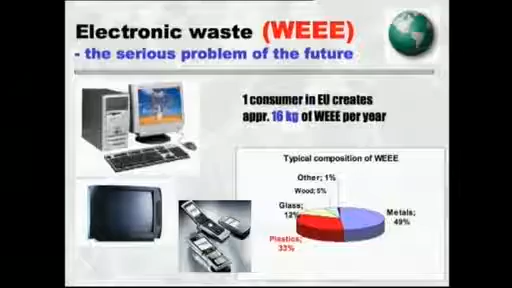 Electronic waste (WEEE)
- the serious problem of the future
1 consumer in EU creates
appr. 16 kg of WEEE per year
Typical composition of WEEE
Other; 1%
Wood; 5%
Glass;
12%
Metals;
49%
Plastics;
33%